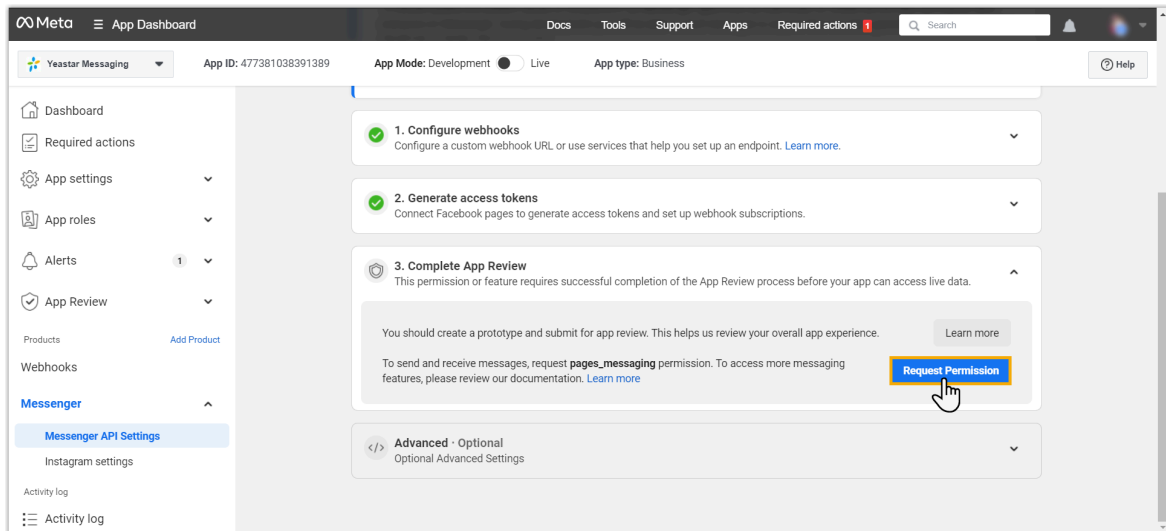 Meta
App Dashboard
Docs
Tools
Support
Apps
Required actions 1
Search
Yeastar Messaging
App ID: 477381038391389
App Mode: Development
Live
App type: Business
Help
Dashboard
Required actions
App settings
App roles
Alerts
1
App Review
Products
Add Product
Webhooks
Messenger
Messenger API Settings
Instagram settings
Activity log
Activity log
1. Configure webhooks
Configure a custom webhook URL or use services that help you set up an endpoint. Learn more.
2. Generate access tokens
Connect Facebook pages to generate access tokens and set up webhook subscriptions.
3. Complete App Review
This permission or feature requires successful completion of the App Review process before your app can access live data.
You should create a prototype and submit for app review. This helps us review your overall app experience.
Learn more
To send and receive messages, request pages_messaging permission. To access more messaging
features, please review our documentation. Learn more
Request Permission
Advanced · Optional
Optional Advanced Settings